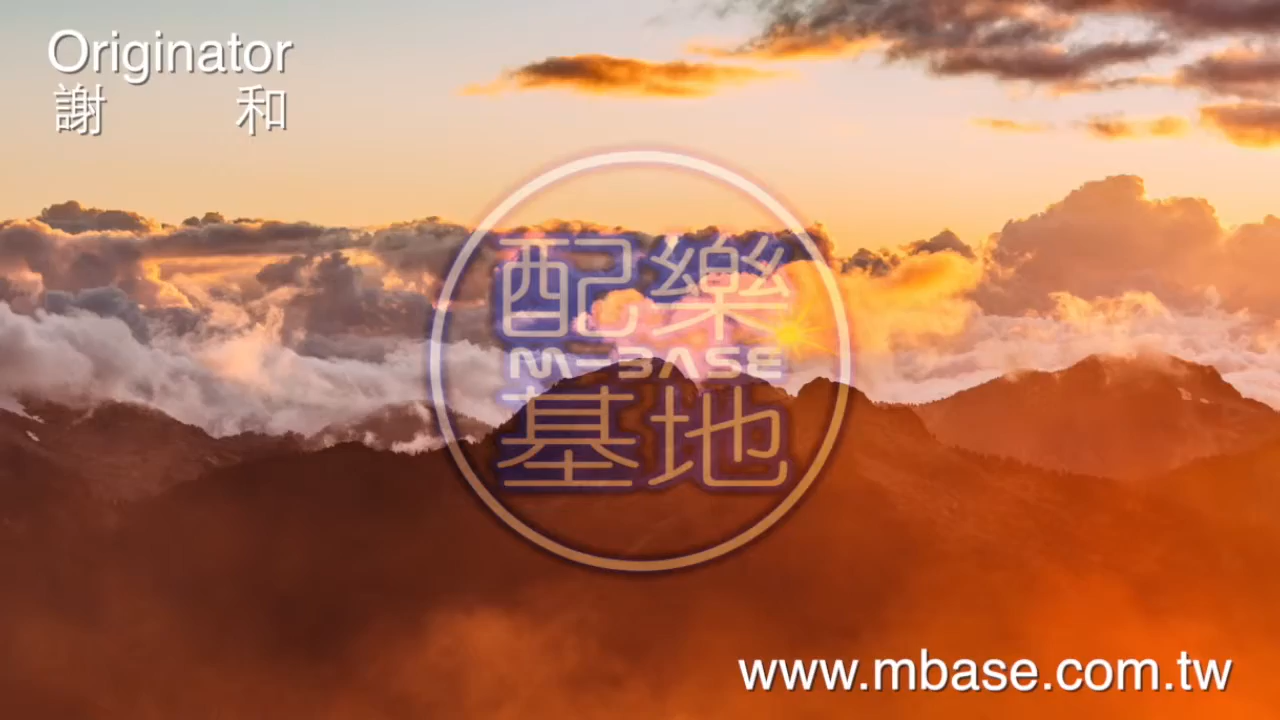 Originator
謝 和
配樂
M-BASE
基地
www.mbase.com.tw